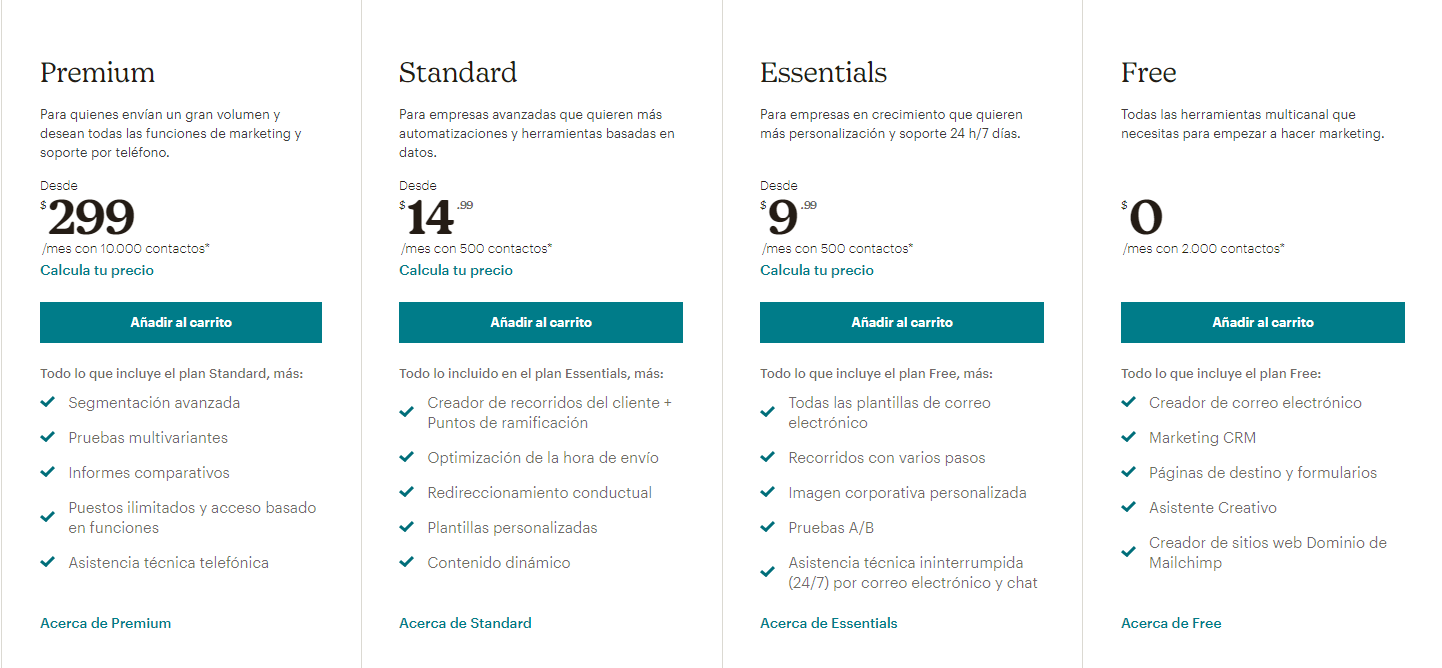 Premium
Para quienes envían un gran volumen y
desean todas las funciones de marketing y
soporte por teléfono.
Desde
$299
/mes con 10.000 contactos*
Calcula tu precio
Añadir al carrito
Todo lo que incluye el plan Standard, más:
Segmentación avanzada
Pruebas multivariantes
Informes comparativos
Puestos ilimitados y acceso basado
en funciones
Asistencia técnica telefónica
Acerca de Premium
Standard
Para empresas avanzadas que quieren más
automatizaciones y herramientas basadas en
datos.
Desde
$14.99
/mes con 500 contactos*
Calcula tu precio
Añadir al carrito
Todo lo incluido en el plan Essentials, más:
Creador de recorridos del cliente +
Puntos de ramificación
Optimización de la hora de envío
Redireccionamiento conductual
Plantillas personalizadas
Contenido dinámico
Acerca de Standard
Essentials
Para empresas en crecimiento que quieren
más personalización y soporte 24 h/7 días.
Desde
$9.99
/mes con 500 contactos*
Calcula tu precio
Añadir al carrito
Todo lo que incluye el plan Free, más:
Todas las plantillas de correo
electrónico
Recorridos con varios pasos
Imagen corporativa personalizada
Pruebas A/B
Asistencia técnica ininterrumpida
(24/7) por correo electrónico y chat
Acerca de Essentials
Free
Todas las herramientas multicanal que
necesitas para empezar a hacer marketing.
$0
/mes con 2.000 contactos*
Añadir al carrito
Todo lo que incluye el plan Free:
Creador de correo electrónico
Marketing CRM
Páginas de destino y formularios
Asistente Creativo
Creador de sitios web Dominio de
Mailchimp
Acerca de Free